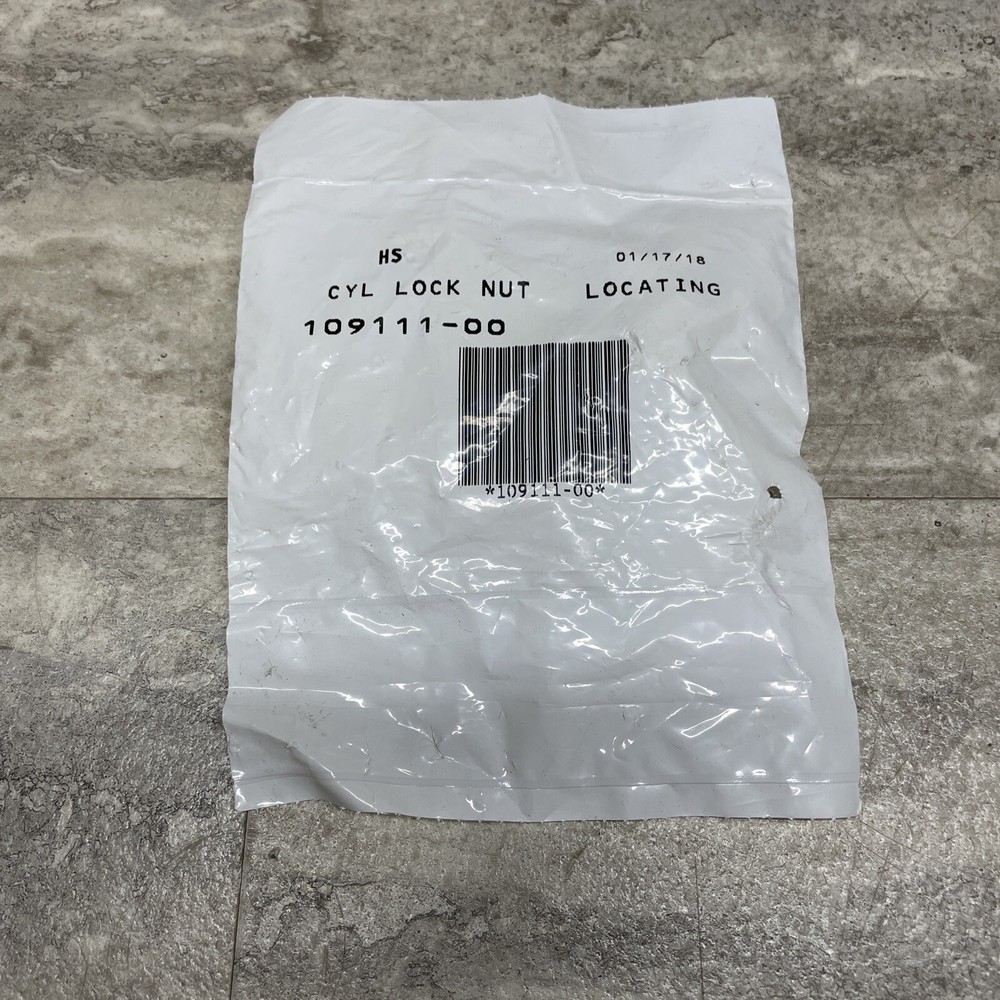 HS 01/17/18
CYL LOCK NUT LOCATING
109111-00
*109111-00*